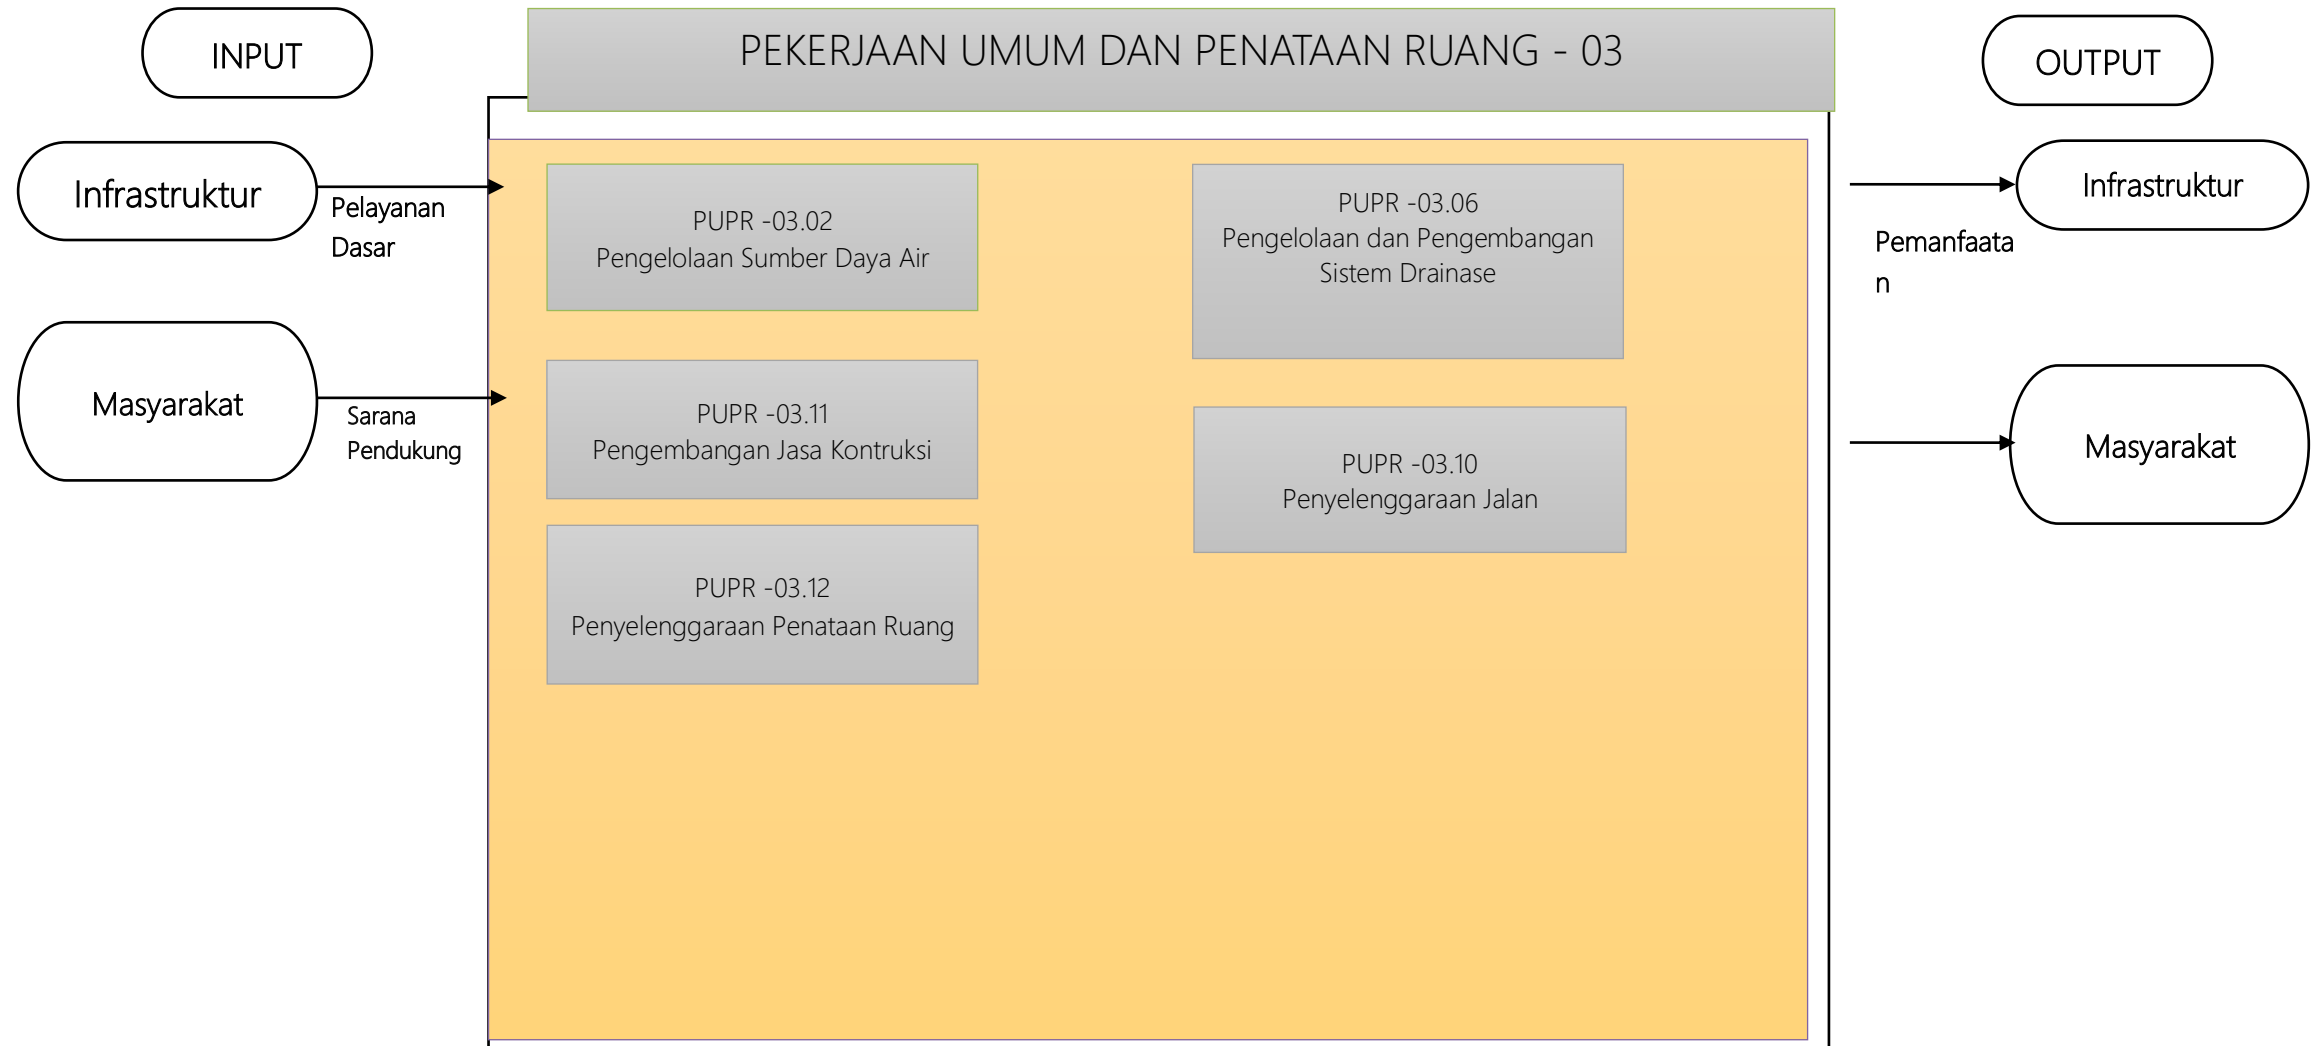 INPUT
PEKERJAAN UMUM DAN PENATAAN RUANG - 03
OUTPUT
Infrastruktur
Pelayanan
Dasar
Masyarakat
Sarana
Pendukung
PUPR -03.02
Pengelolaan Sumber Daya Air
PUPR -03.11
Pengembangan Jasa Kontruksi
PUPR -03.12
Penyelenggaraan Penataan Ruang
PUPR -03.06
Pengelolaan dan Pengembangan
Sistem Drainase
PUPR -03.10
Penyelenggaraan Jalan
Infrastruktur
Pemanfaata
n
Masyarakat